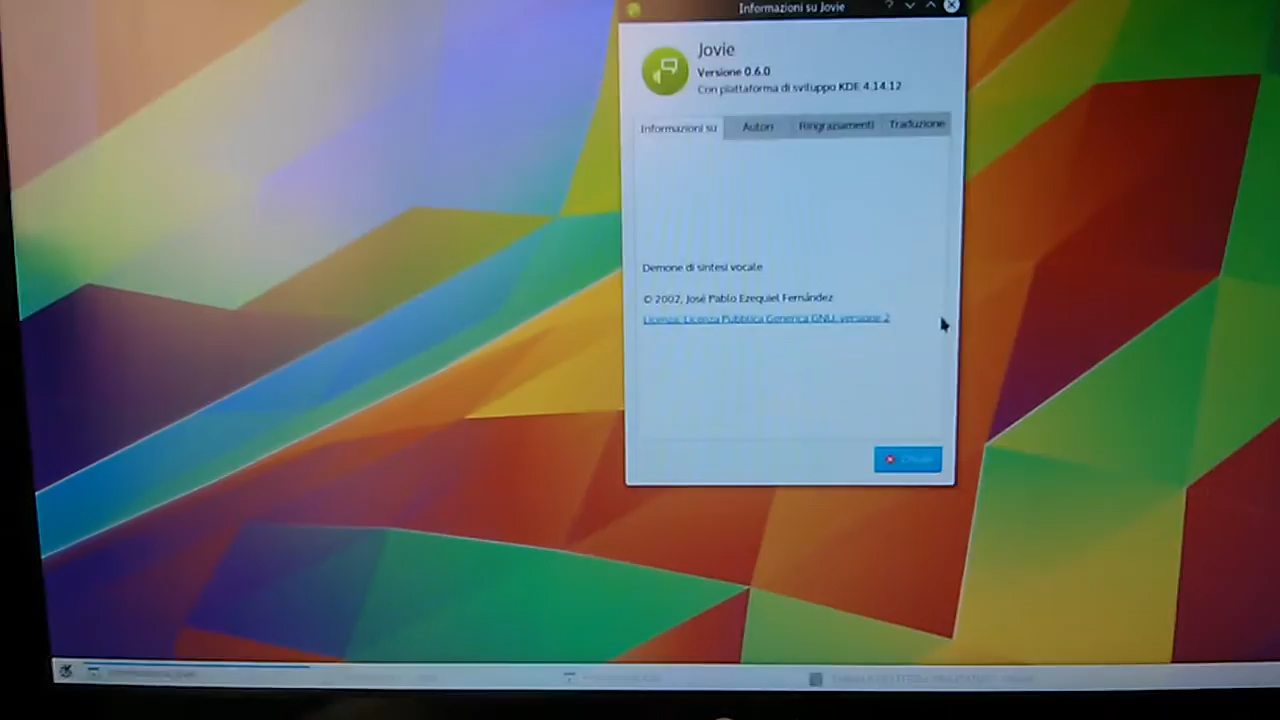 Informazioni su Jovie
Jovie
Versione 0.6.0
Con piattaforma di sviluppo KDE 4.14.12
Informazioni su
Autori
Ringraziamenti
Traduzione
Demone di sintesi vocale
© 2002, José Pablo Ezequiel Fernández
Licenza: Licenza Pubblica Generica GNU, versione 2
Chiudi